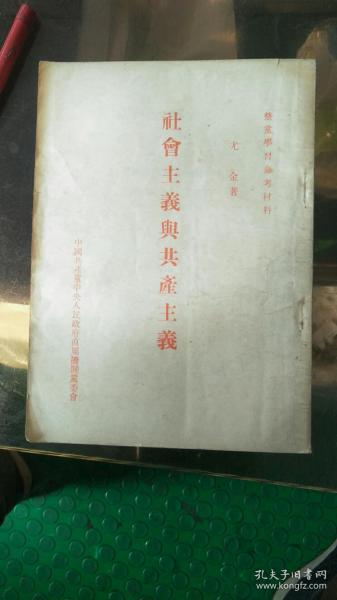 整黨學習參考材料
尤金著
社會主義與共產主義
中國共產黨中央人民政府直屬機關黨委會
孔夫子旧书网
www.kongfz.com